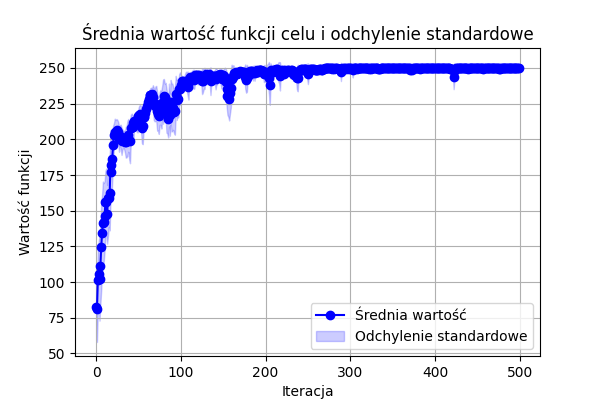 Średnia wartość funkcji celu i odchylenie standardowe
Wartość funkcji
250
225
200
175
150
125
100
75
50
0 100 200 300 400 500
Iteracja
Średnia wartość
Odchylenie standardowe